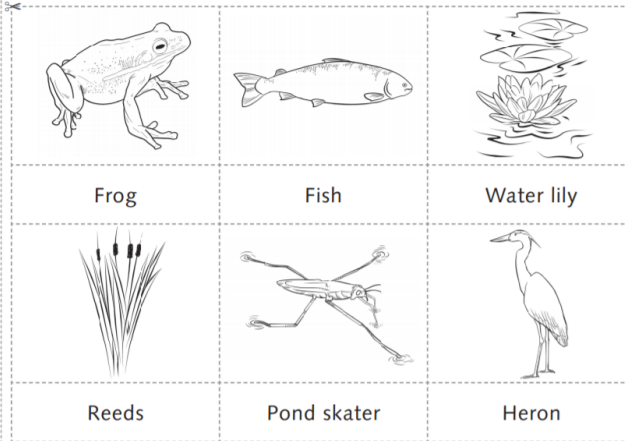 Frog
Fish
Water lily
Reeds
Pond skater
Heron